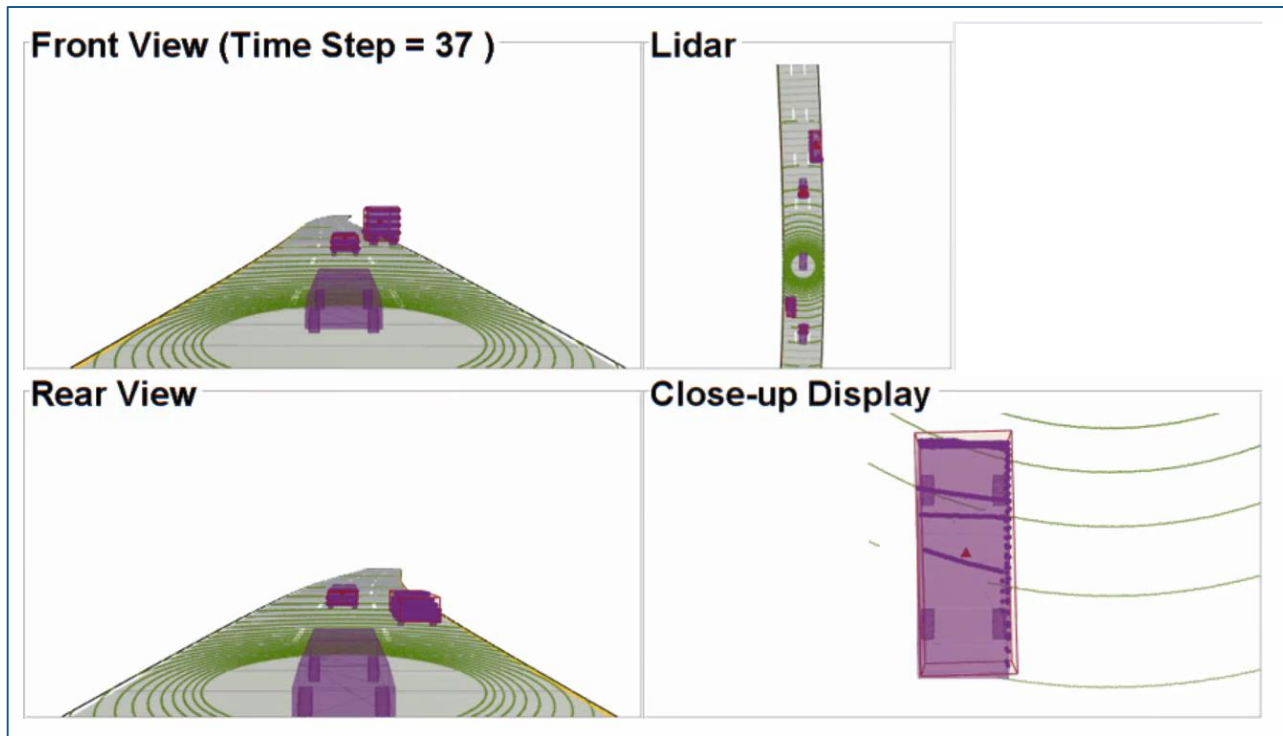 Front View (Time Step = 37 )
Lidar
Rear View
Close-up Display